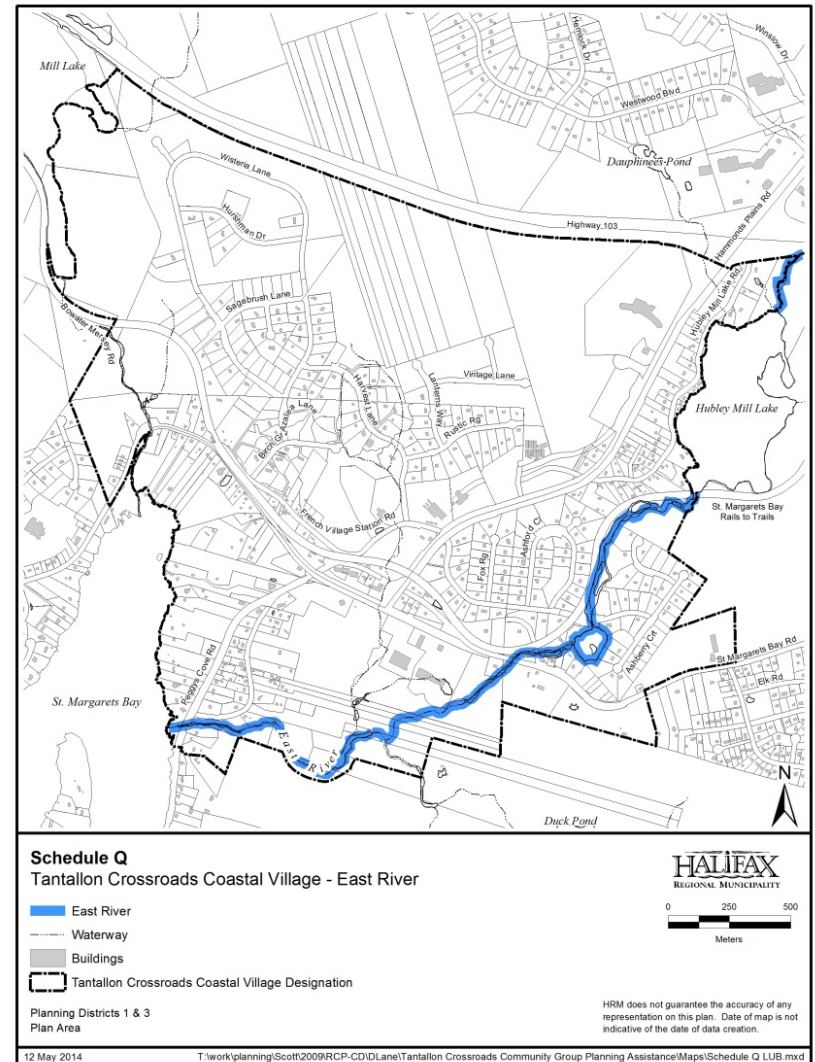 Mill Lake
Hemlock Dr
Winslow Dr
Westwood Blvd
Wisteria Lane
Dauphinees Pond
Hurshman Dr
Highway 103
Hammonds Plains Rd
Sagebrush Lane
Hubley Mill Lake Rd
Bowater Mersey Rd
Vintage Lane
Harvest Lane
Lanterns Way
Hubley Mill Lake
Birch Gr
Azalea Lane
Rustic Rg
French Village Station Rd
St. Margarets Bay
Rails to Trails
Ashford Cl
Fox Rg
Ashberry Crt
St Margarets Bay Rd
Elk Rd
Peggys Cove Rd
St. Margarets Bay
East River
N
Duck Pond
Schedule Q
Tantallon Crossroads Coastal Village - East River
East River
Waterway
Buildings
Tantallon Crossroads Coastal Village Designation
Planning Districts 1 & 3
Plan Area
HALIFAX
REGIONAL MUNICIPALITY
0 250 500
Meters
HRM does not guarantee the accuracy of any
representation on this plan. Date of map is not
indicative of the date of data creation.
12 May 2014
T:\work\planning\Scott\2009\RCP-CD\DLane\Tantallon Crossroads Community Group Planning Assistance\Maps\Schedule Q LUB.mxd